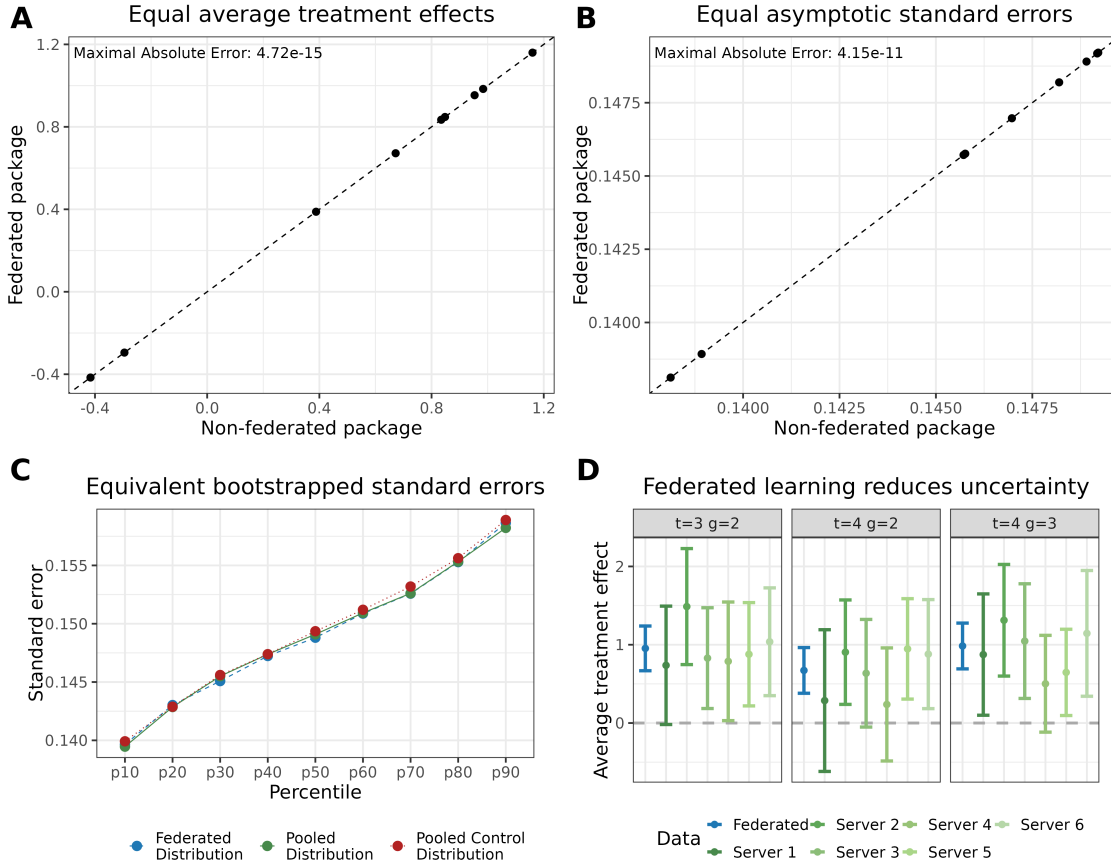 A
Equal average treatment effects
Maximal Absolute Error: 4.72e-15
Federated package
1.2
0.8
0.4
0.0
-0.4
-0.4
0.0
0.4
0.8
1.2
Non-federated package
B
Equal asymptotic standard errors
Maximal Absolute Error: 4.15e-11
Federated package
0.1475
0.1450
0.1425
0.1400
0.1400
0.1425
0.1450
0.1475
Non-federated package
C
Equivalent bootstrapped standard errors
Standard error
0.155
0.150
0.145
0.140
p10
p20
p30
p40
p50
p60
p70
p80
p90
Percentile
Federated
Distribution
Pooled
Distribution
Pooled Control
Distribution
D
Federated learning reduces uncertainty
t=3 g=2
t=4 g=2
t=4 g=3
Average treatment effect
2
1
0
Data
Federated
Server 1
Server 2
Server 3
Server 4
Server 5
Server 6